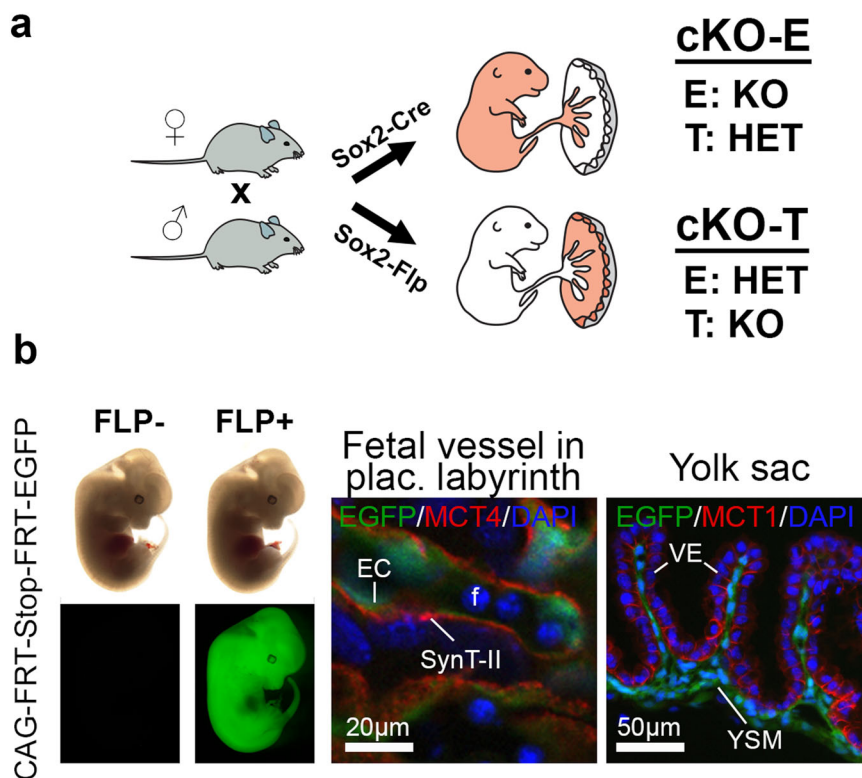 a
♀
x
♂
Sox2-Cre
Sox2-Flp
cKO-E
E: KO
T: HET
cKO-T
E: HET
T: KO
b
CAG-FRT-Stop-FRT-EGFP
FLP-
FLP+
Fetal vessel in
plac. labyrinth
EGFP/MCT4/DAPI
EC
f
SynT-II
20µm
Yolk sac
EGFP/MCT1/DAPI
VE
YSM
50µm